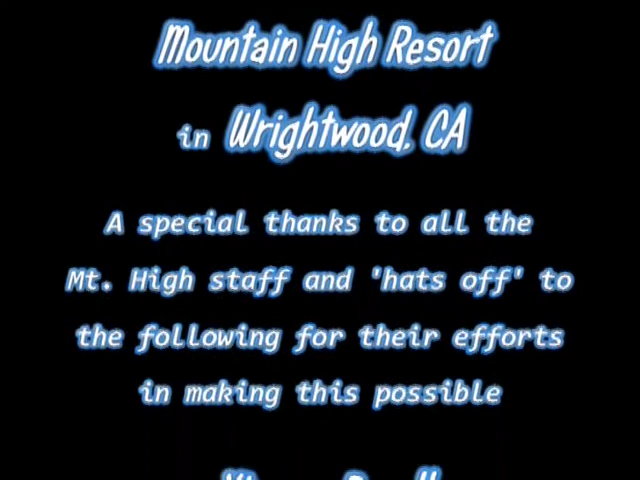 Mountain High Resort
in Wrightwood, CA
A special thanks to all the
Mt. High staff and 'hats off' to
the following for their efforts
in making this possible